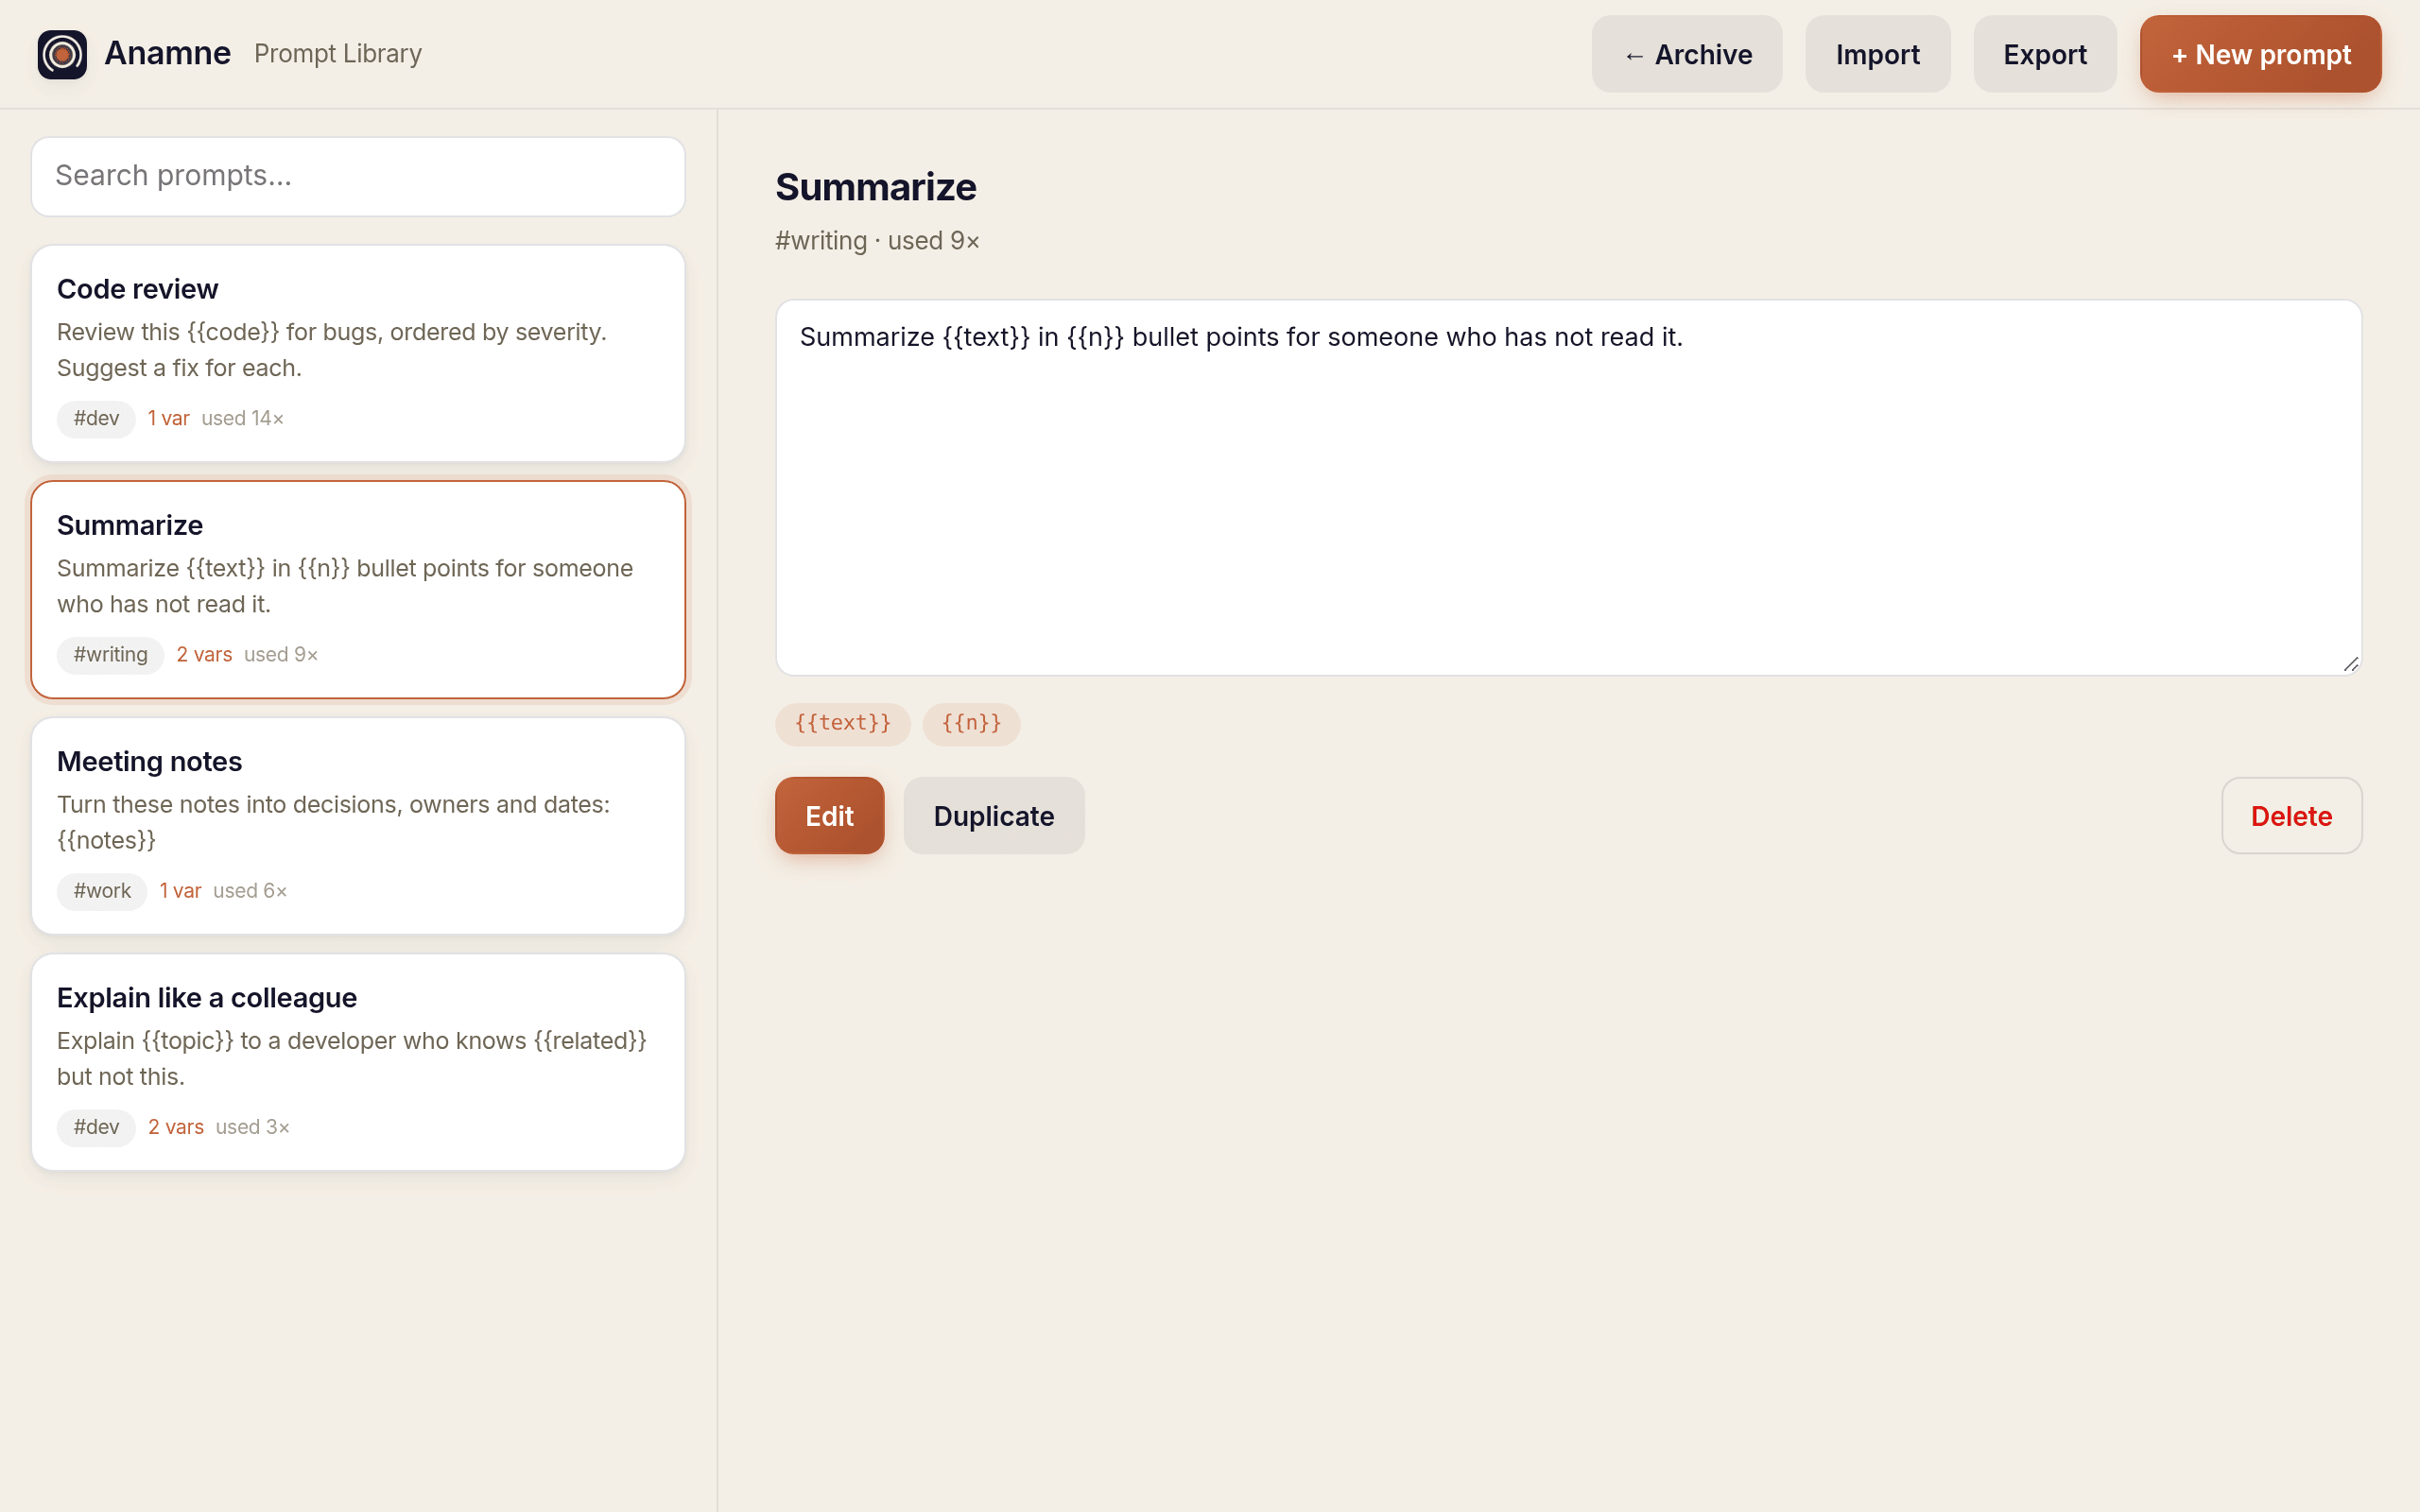 Anamne Prompt Library
← Archive
Import
Export
+ New prompt
Search prompts...
Code review
Review this {{code}} for bugs, ordered by severity.
Suggest a fix for each.
#dev 1 var used 14×
Summarize
Summarize {{text}} in {{n}} bullet points for someone
who has not read it.
#writing 2 vars used 9×
Meeting notes
Turn these notes into decisions, owners and dates:
{{notes}}
#work 1 var used 6×
Explain like a colleague
Explain {{topic}} to a developer who knows {{related}}
but not this.
#dev 2 vars used 3×
Summarize
#writing · used 9×
Summarize {{text}} in {{n}} bullet points for someone who has not read it.
{{text}} {{n}}
Edit
Duplicate
Delete